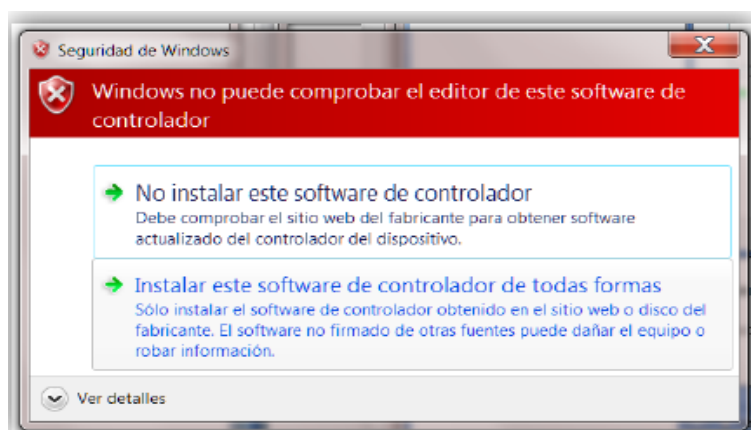 Seguridad de Windows
X
Windows no puede comprobar el editor de este software de
controlador
No instalar este software de controlador
Debe comprobar el sitio web del fabricante para obtener software
actualizado del controlador del dispositivo.
Instalar este software de controlador de todas formas
Sólo instalar el software de controlador obtenido en el sitio web o disco del
fabricante. El software no firmado de otras fuentes puede dañar el equipo o
robar información.
Ver detalles